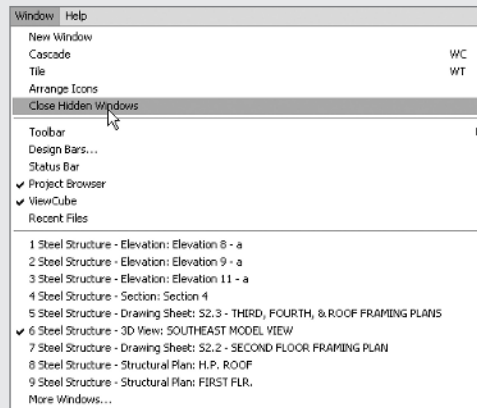 Window Help
New Window
Cascade WC
Tile WT
Arrange Icons
Close Hidden Windows
Toolbar
Design Bars...
Status Bar
Project Browser
ViewCube
Recent Files
1 Steel Structure - Elevation: Elevation 8 - a
2 Steel Structure - Elevation: Elevation 9 - a
3 Steel Structure - Elevation: Elevation 11 - a
4 Steel Structure - Section: Section 4
5 Steel Structure - Drawing Sheet: S2.3 - THIRD, FOURTH, & ROOF FRAMING PLANS
6 Steel Structure - 3D View: SOUTHEAST MODEL VIEW
7 Steel Structure - Drawing Sheet: S2.2 - SECOND FLOOR FRAMING PLAN
8 Steel Structure - Structural Plan: H.P. ROOF
9 Steel Structure - Structural Plan: FIRST FLR.
More Windows...